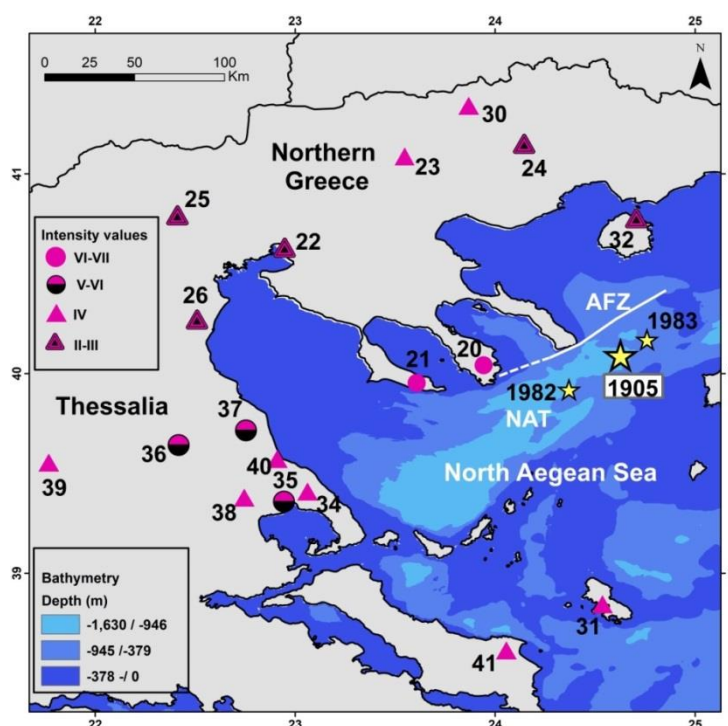 22
23
24
25
0 25 50 100
Km
N
30
Northern
Greece
23
24
41
25
22
32
Intensity values
VI-VII
V-VI
IV
II-III
26
AFZ
1983
20
21
40
1905
1982
NAT
Thessalia
37
36
40
35
34
39
38
North Aegean Sea
39
Bathymetry
Depth (m)
-1,630 / -946
-945 /-379
-378 -/ 0
31
41
22
23
24
25